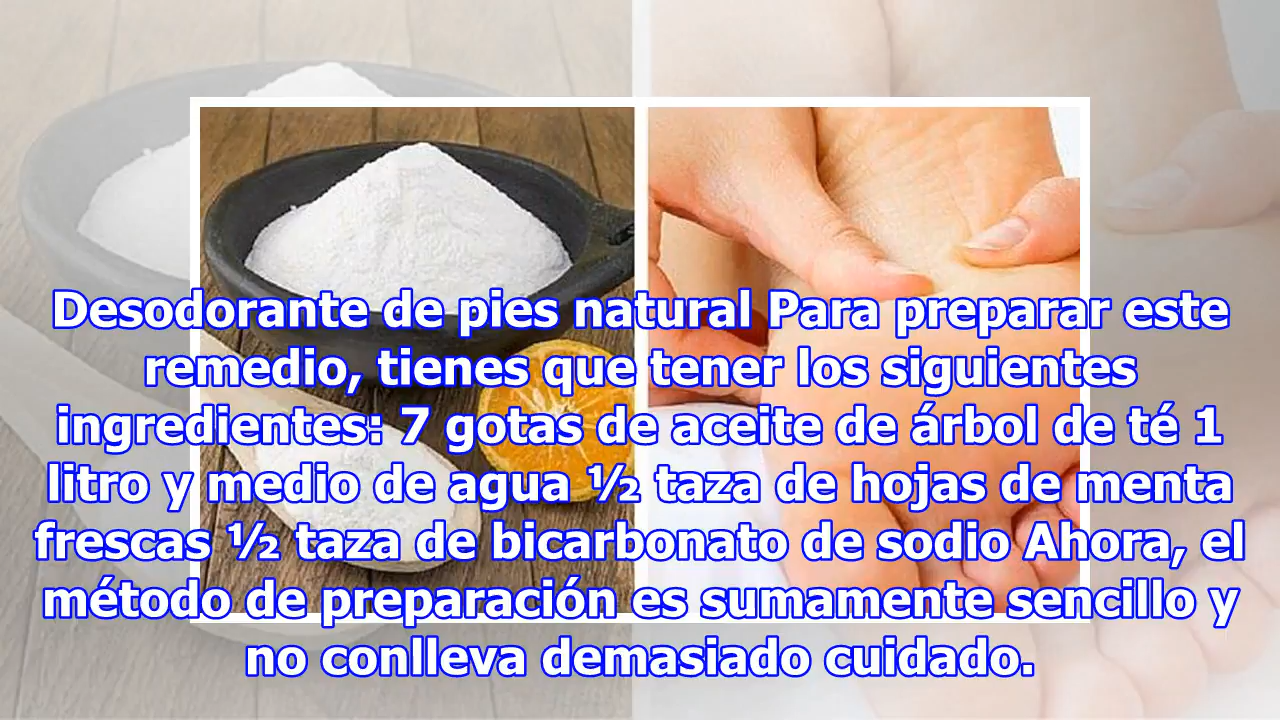 Desodorante de pies natural Para preparar este
remedio, tienes que tener los siguientes
ingredientes: 7 gotas de aceite de árbol de té 1
litro y medio de agua ½ taza de hojas de menta
frescas ½ taza de bicarbonato de sodio Ahora, el
método de preparación es sumamente sencillo y
no conlleva demasiado cuidado.